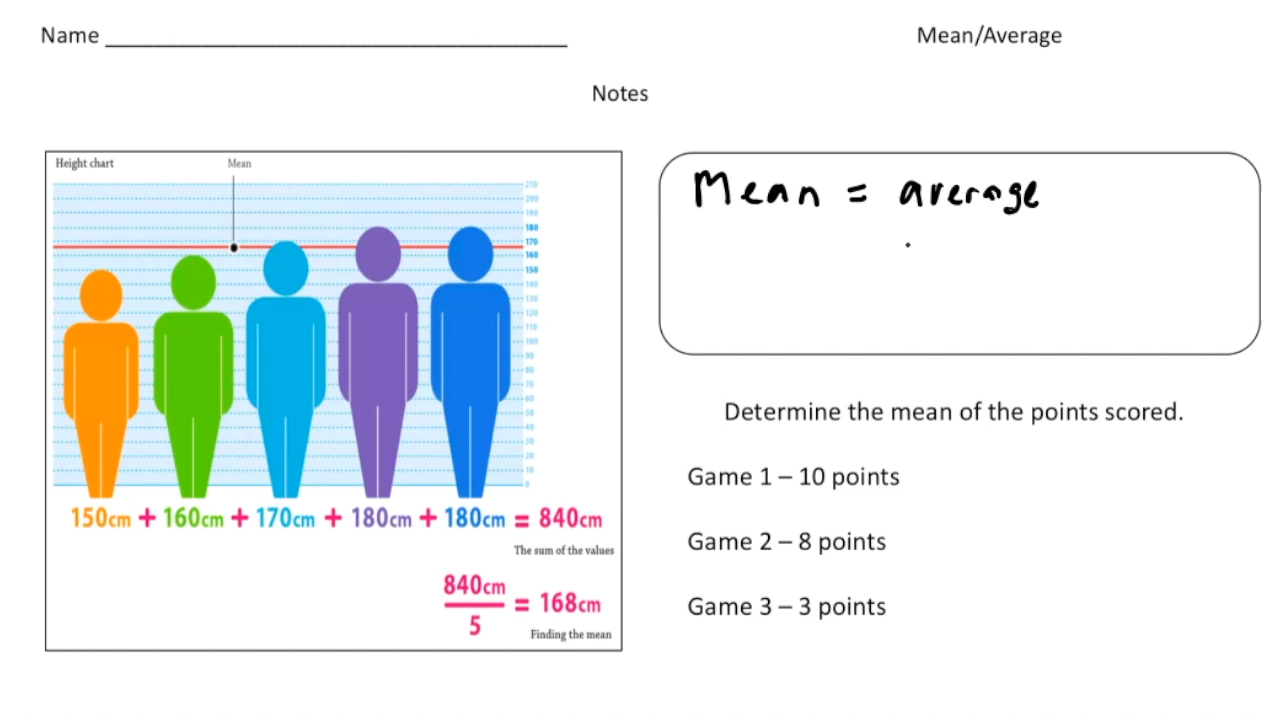 Name ____________________ Mean/Average
Notes
Height chart
Mean
210
200
190
180
170
160
150
140
130
120
110
100
90
80
70
60
50
40
30
20
10
0
150cm + 160cm + 170cm + 180cm + 180cm = 840cm
The sum of the values
840cm
5
= 168cm
Finding the mean
Mean = average
Determine the mean of the points scored.
Game 1 – 10 points
Game 2 – 8 points
Game 3 – 3 points